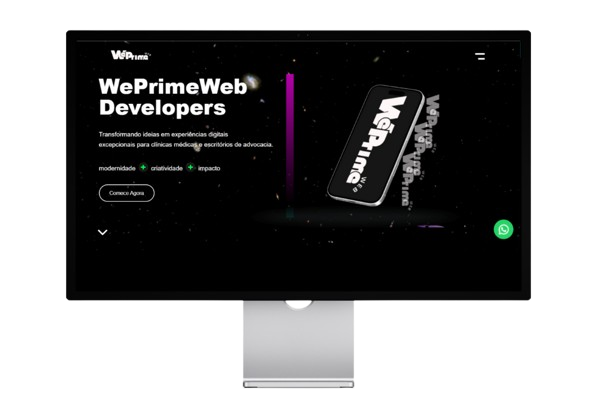 WePrime
WePrimeWeb
Developers
Transformando ideias em experiências digitais
excepcionais para clínicas médicas e escritórios de advocacia.
modernidade + criatividade + impacto
Comece Agora
WePrime
WEB
WePrime
WePrime